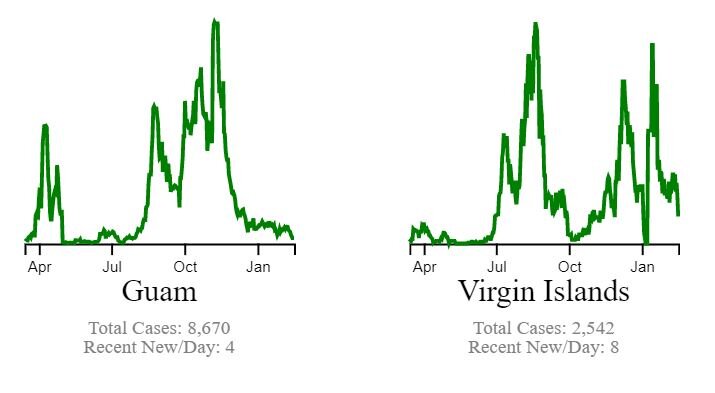 Apr Jul Oct Jan
Guam
Total Cases: 8,670
Recent New/Day: 4
Apr Jul Oct Jan
Virgin Islands
Total Cases: 2,542
Recent New/Day: 8